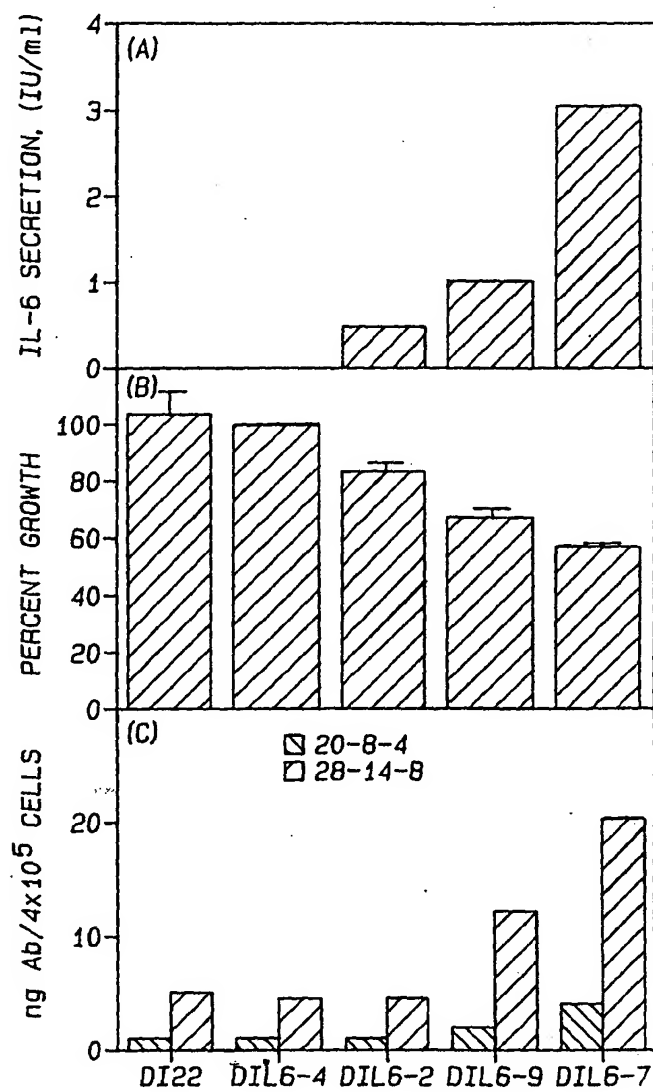 (A)
IL-6 SECRETION, (IU/ml)
4
3
2
1
0
(B)
PERCENT GROWTH
100
80
60
40
20
0
(C)
20-8-4
28-14-8
ng Ab/4x10⁵ CELLS
20
10
0
DI22 DIL6-4 DIL6-2 DIL6-9 DIL6-7